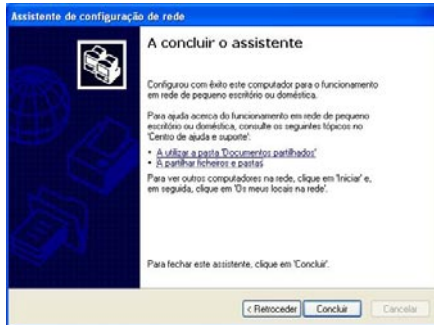 Assistente de configuração de rede
A concluir o assistente
Configurou com êxito este computador para o funcionamento
em rede de pequeno escritório ou doméstica.
Para ajuda acerca do funcionamento em rede de pequeno
escritório ou doméstica, consulte os seguintes tópicos no
'Centro de ajuda e suporte':
• A utilizar a pasta 'Documentos partilhados'
• A partilhar ficheiros e pastas
Para ver outros computadores na rede, clique em 'Iniciar' e,
em seguida, clique em 'Os meus locais na rede'.
Para fechar este assistente, clique em 'Concluir'.
< Retroceder
Concluir
Cancelar